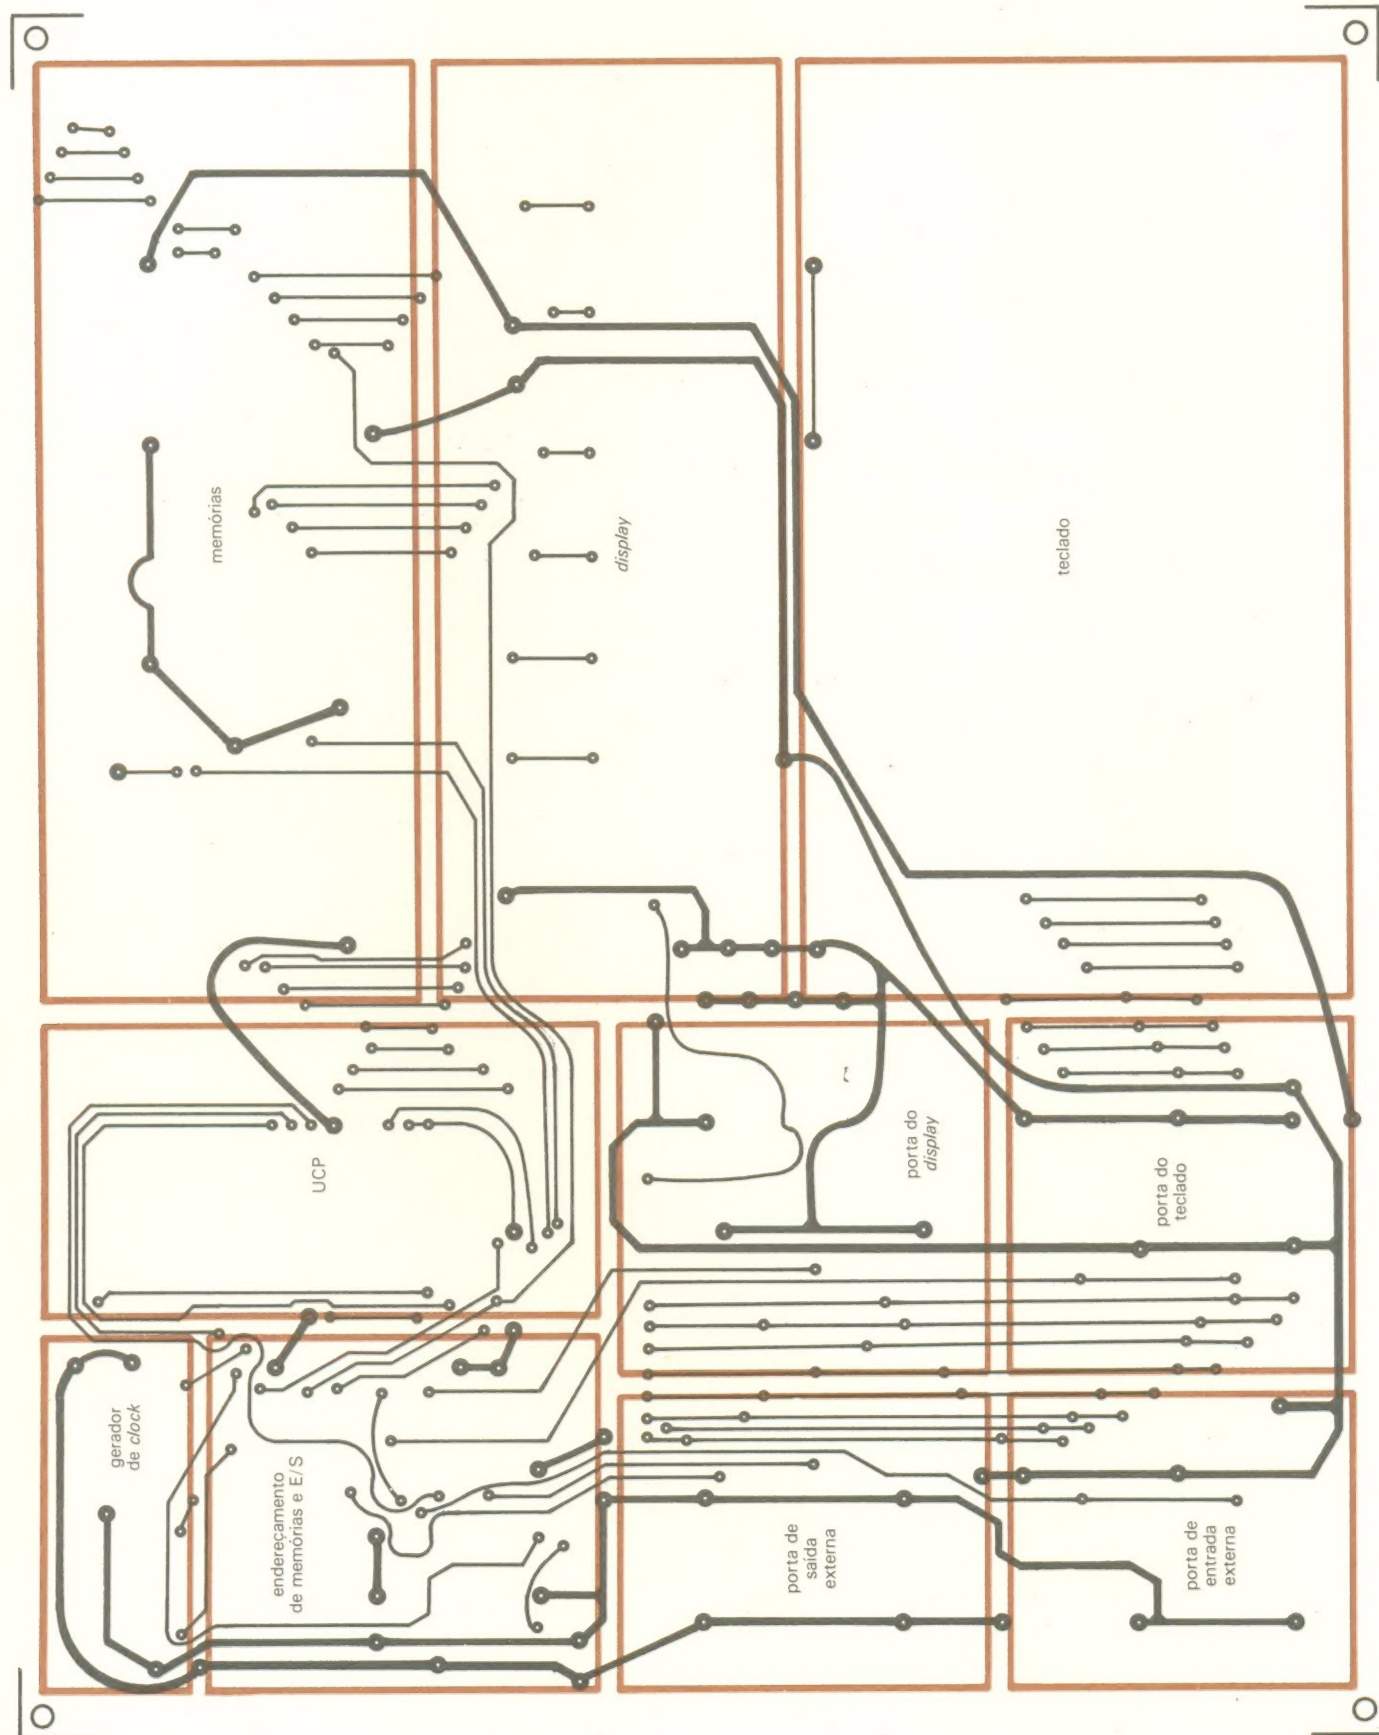 memórias
display
teclado
UCP
porta do
display
porta do
teclado
gerador
de clock
endereçamento
de memórias e E/S
porta de
saída
externa
porta de
entrada
externa